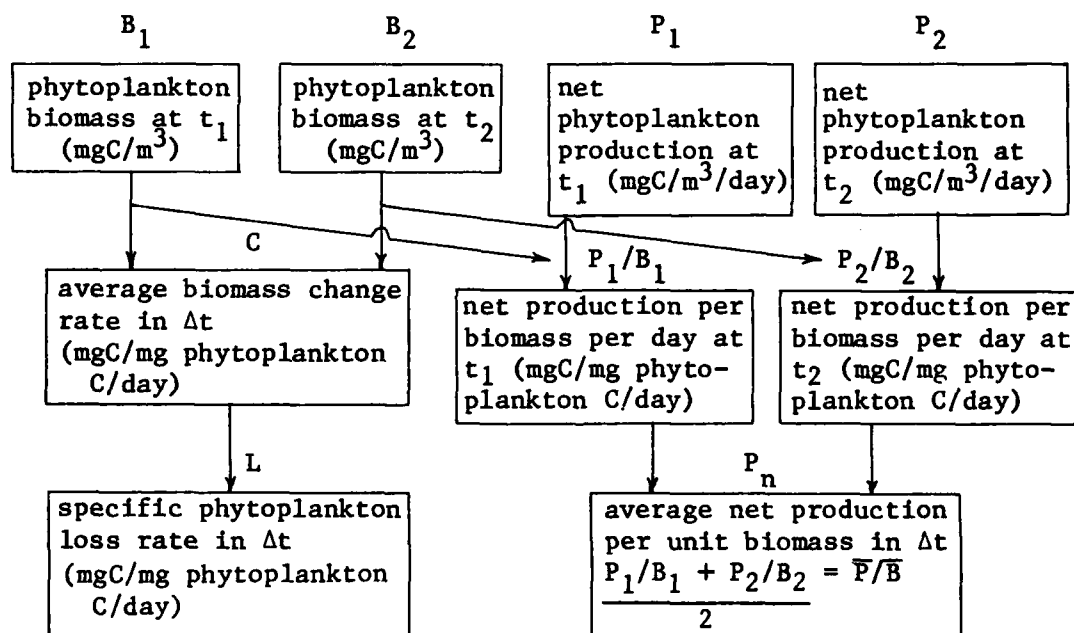 B1
B2
P1
P2
phytoplankton
biomass at t1
(mgC/m3)
phytoplankton
biomass at t2
(mgC/m3)
net
phytoplankton
production at
t1 (mgC/m3/day)
net
phytoplankton
production at
t2 (mgC/m3/day)
C
P1/B1
P2/B2
average biomass change
rate in Δt
(mgC/mg phytoplankton
C/day)
net production per
biomass per day at
t1 (mgC/mg phyto-
plankton C/day)
net production per
biomass per day at
t2 (mgC/mg phyto-
plankton C/day)
L
Pn
specific phytoplankton
loss rate in Δt
(mgC/mg phytoplankton
C/day)
average net production
per unit biomass in Δt
P1/B1 + P2/B2 = P̅/B̅
2